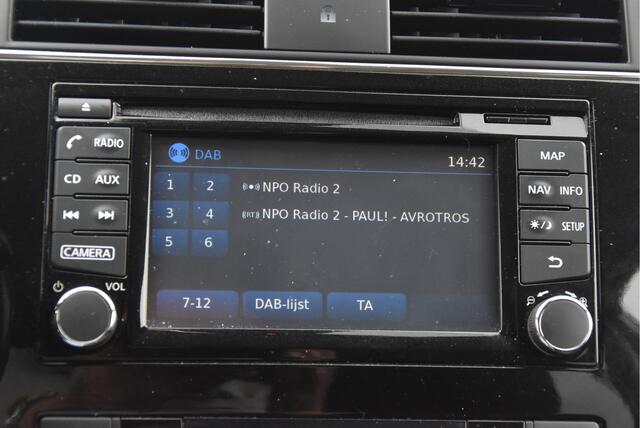 RADIO
CD AUX
CAMERA
VOL
DAB
14:42
1 2
NPO Radio 2
3 4
(RT) NPO Radio 2 - PAUL! - AVROTROS
5 6
7-12 DAB-lijst TA
MAP
NAV INFO
SETUP